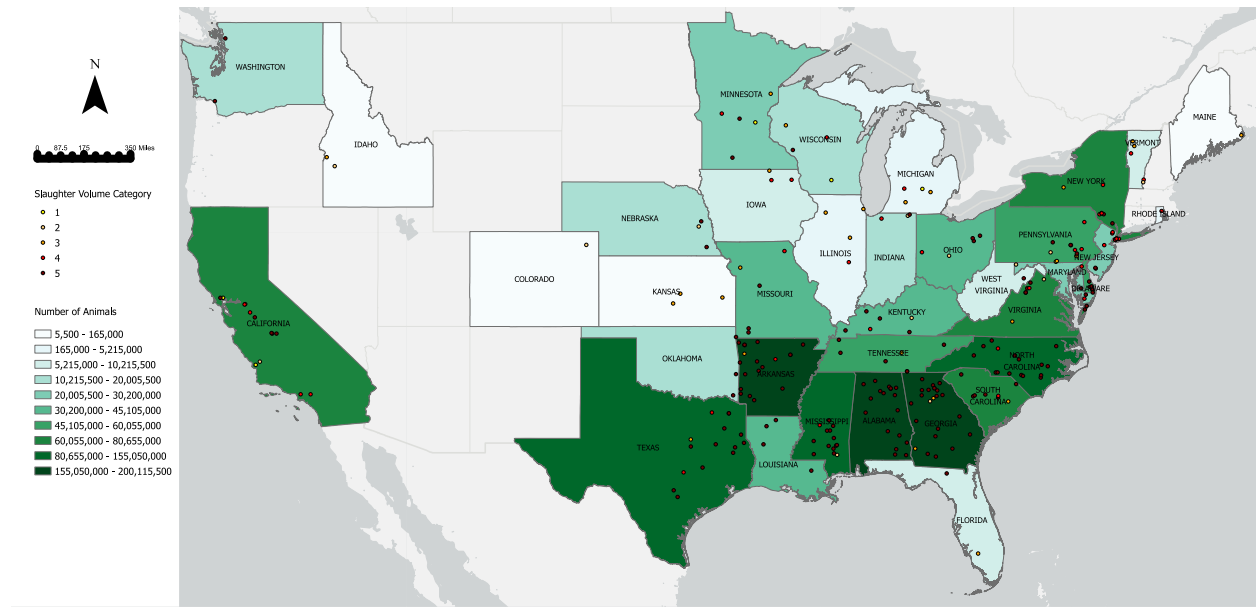 N
0 87.5 175 350 Miles
Slaughter Volume Category
1
2
3
4
5
Number of Animals
5,500 - 165,000
165,000 - 5,215,000
5,215,000 - 10,215,500
10,215,500 - 20,005,500
20,005,500 - 30,200,000
30,200,000 - 45,105,000
45,105,000 - 60,055,000
60,055,000 - 80,655,000
80,655,000 - 155,050,000
155,050,000 - 200,115,500
WASHINGTON
IDAHO
MINNESOTA
WISCONSIN
MICHIGAN
MAINE
VERMONT
NEW YORK
RHODE ISLAND
IOWA
NEBRASKA
PENNSYLVANIA
OHIO
ILLINOIS
INDIANA
NEW JERSEY
MARYLAND
DELAWARE
WEST
VIRGINIA
VIRGINIA
COLORADO
KANSAS
MISSOURI
KENTUCKY
CALIFORNIA
OKLAHOMA
TENNESSEE
NORTH
CAROLINA
ARKANSAS
SOUTH
CAROLINA
TEXAS
MISSISSIPPI
ALABAMA
GEORGIA
LOUISIANA
FLORIDA